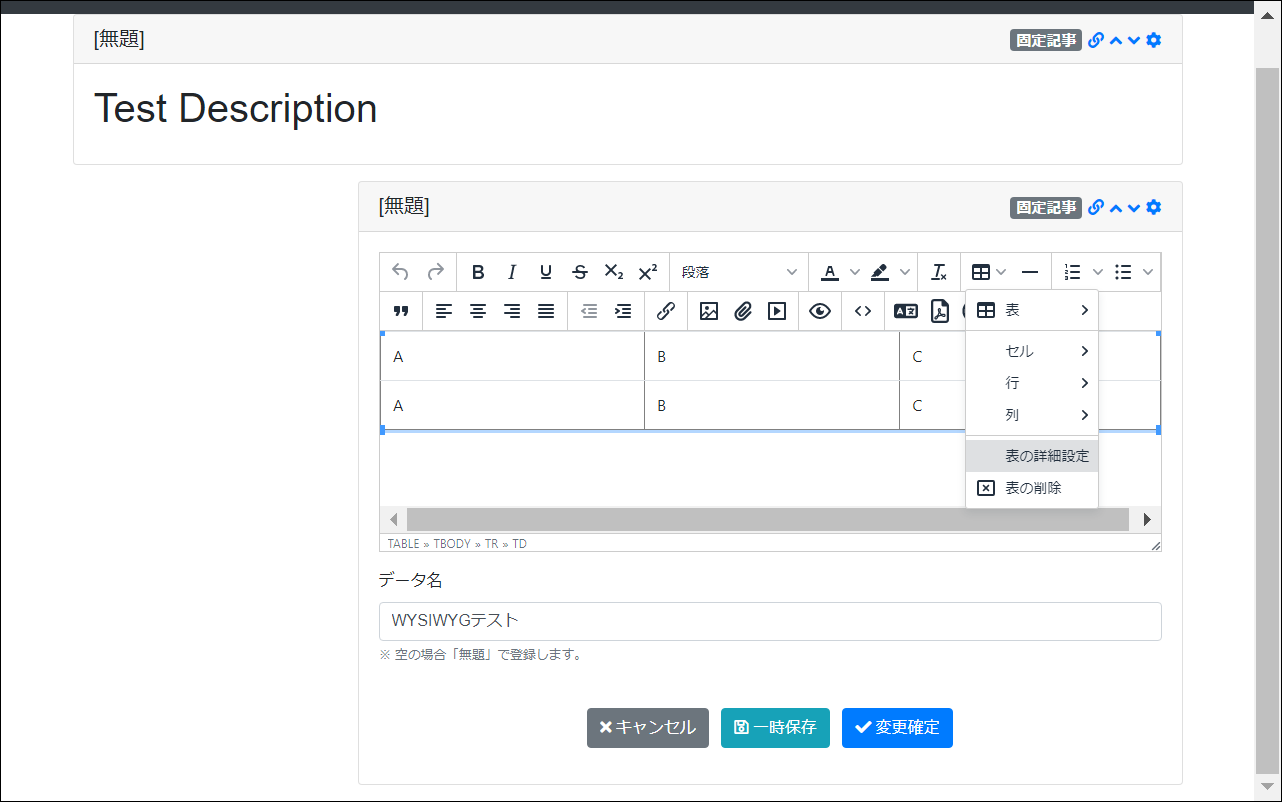 [無題]
固定記事
Test Description
[無題]
固定記事
B I U S X₂ X²
段落
A
表
A B C
セル
A B C
行
列
表の詳細設定
表の削除
TABLE » TBODY » TR » TD
データ名
WYSIWYGテスト
※ 空の場合「無題」で登録します。
キャンセル
一時保存
変更確定